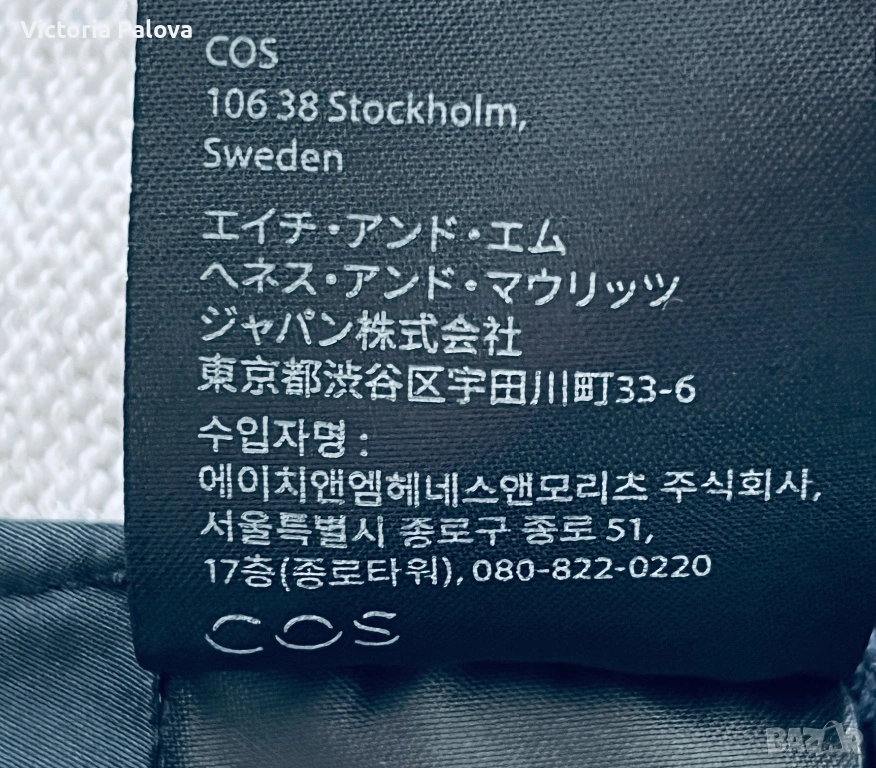 Victoria Palova
COS
106 38 Stockholm,
Sweden
エイチ・アンド・エム
ヘネス・アンド・マウリッツ
ジャパン株式会社
東京都渋谷区宇田川町33-6
수입자명 :
에이치앤엠헤네스앤모리츠 주식회사,
서울특별시 종로구 종로 51,
17층(종로타워), 080-822-0220
COS
BAZAR